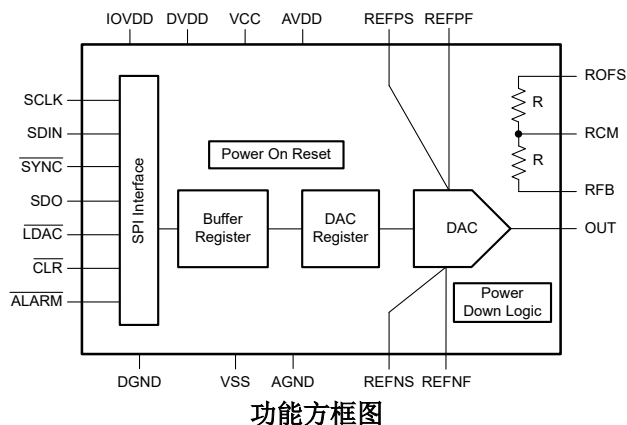 IOVDD DVDD VCC AVDD REFPS REFPF
ROFS
R
RCM
R
RFB
OUT
SCLK
SDIN
SYNC
SDO
LDAC
CLR
ALARM
SPI Interface
Power On Reset
Buffer
Register
DAC
Register
DAC
Power
Down Logic
DGND VSS AGND REFNS REFNF
功能方框图